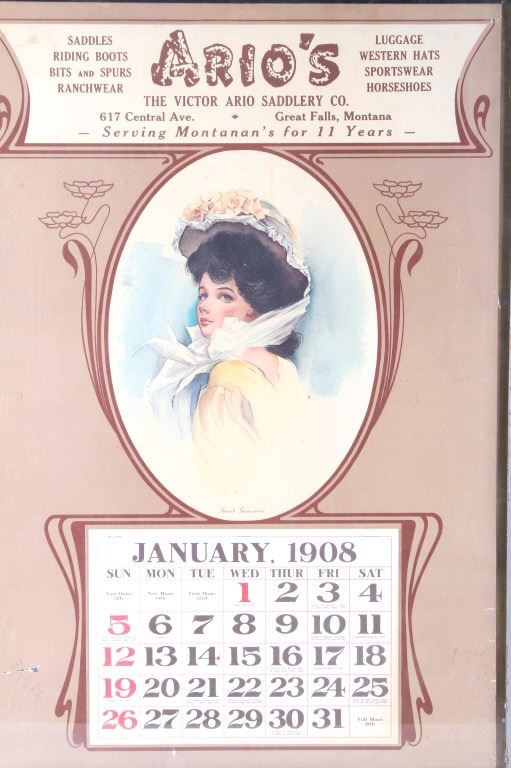 SADDLES
RIDING BOOTS
BITS AND SPURS
RANCHWEAR
ARIO'S
LUGGAGE
WESTERN HATS
SPORTSWEAR
HORSESHOES
THE VICTOR ARIO SADDLERY CO.
617 Central Ave. Great Falls, Montana
— Serving Montanan's for 11 Years —
JANUARY, 1908
SUN MON TUE WED THUR FRI SAT
1 2 3 4
5 6 7 8 9 10 11
12 13 14 15 16 17 18
19 20 21 22 23 24 25
26 27 28 29 30 31
Full Moon